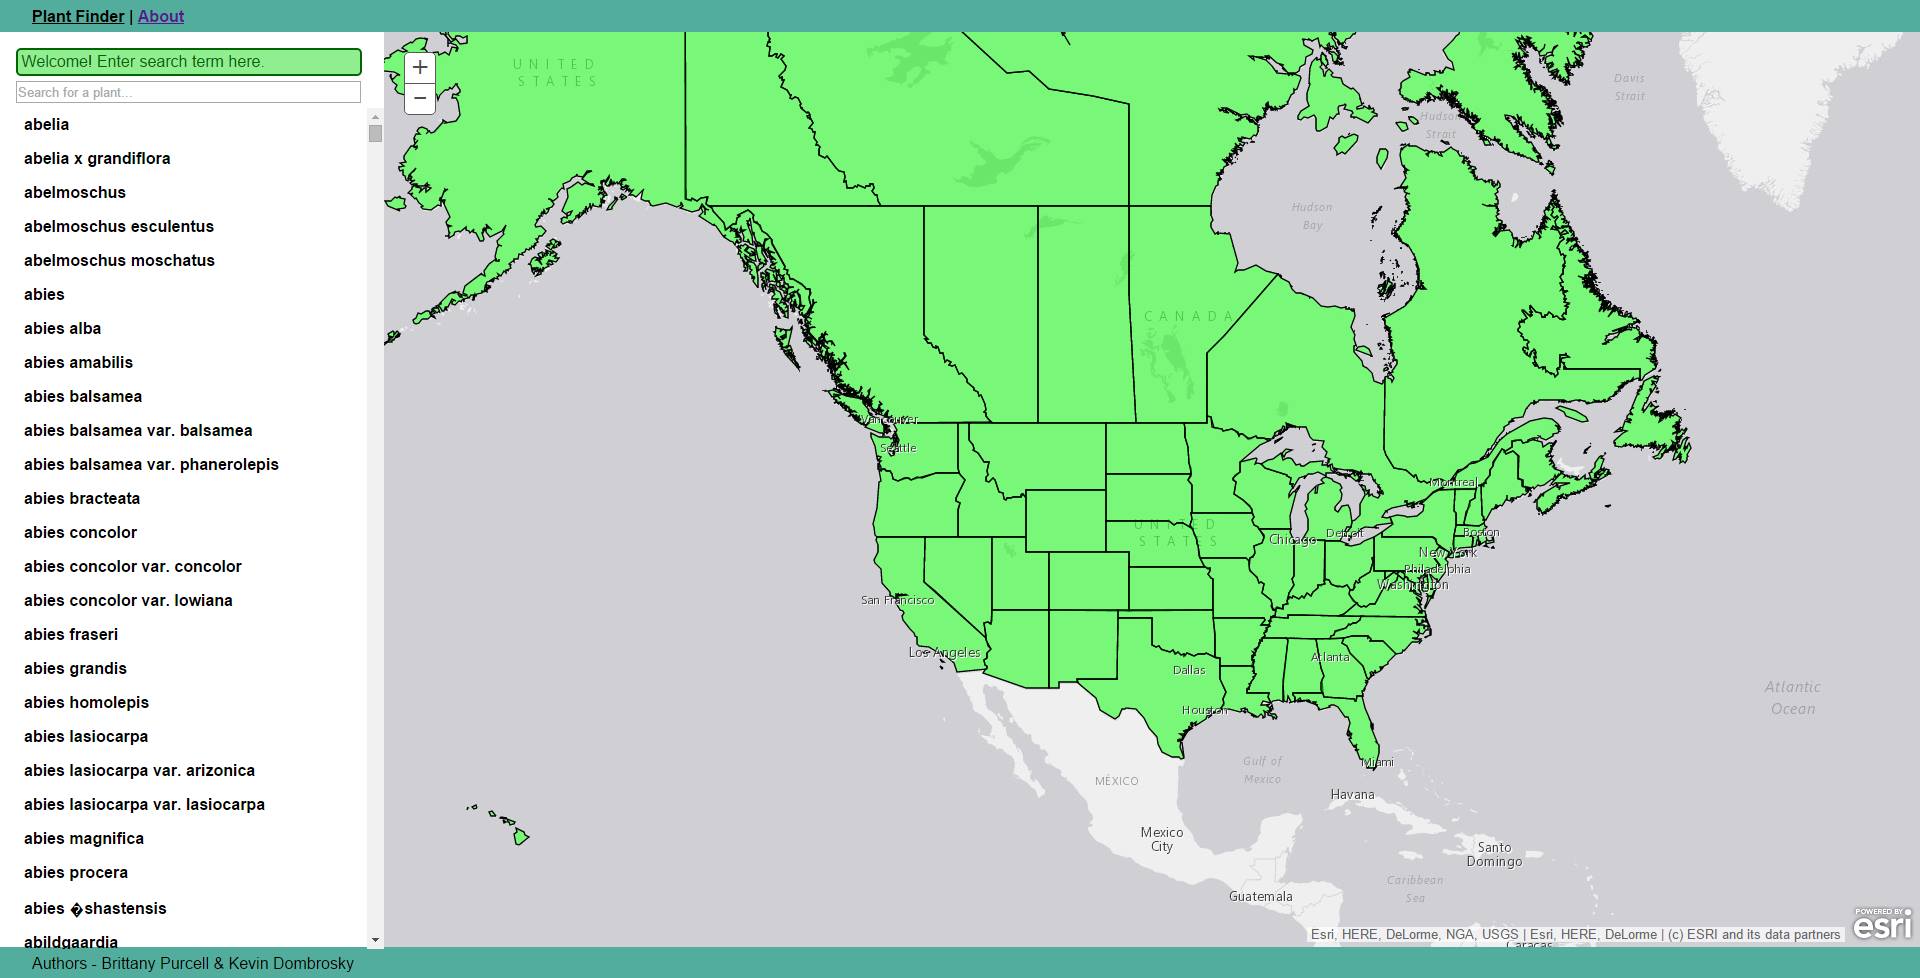 Plant Finder | About
Welcome! Enter search term here.
Search for a plant...
abelia
abelia x grandiflora
abelmoschus
abelmoschus esculentus
abelmoschus moschatus
abies
abies alba
abies amabilis
abies balsamea
abies balsamea var. balsamea
abies balsamea var. phanerolepis
abies bracteata
abies concolor
abies concolor var. concolor
abies concolor var. lowiana
abies fraseri
abies grandis
abies homolepis
abies lasiocarpa
abies lasiocarpa var. arizonica
abies lasiocarpa var. lasiocarpa
abies magnifica
abies procera
abies �shastensis
abildgaardia
+
−
UNITED
STATES
Davis
Strait
Hudson
Strait
Hudson
Bay
CANADA
Vancouver
Seattle
Montreal
UNITED
STATES
Chicago
Detroit
Boston
New York
Philadelphia
Washington
San Francisco
Los Angeles
Dallas
Atlanta
Houston
Atlantic
Ocean
Gulf of
Mexico
Miami
MÉXICO
Havana
Mexico
City
Santo
Domingo
Caribbean
Sea
Guatemala
Caracas
Esri, HERE, DeLorme, NGA, USGS | Esri, HERE, DeLorme | (c) ESRI and its data partners
POWERED BY
esri
Authors - Brittany Purcell & Kevin Dombrosky